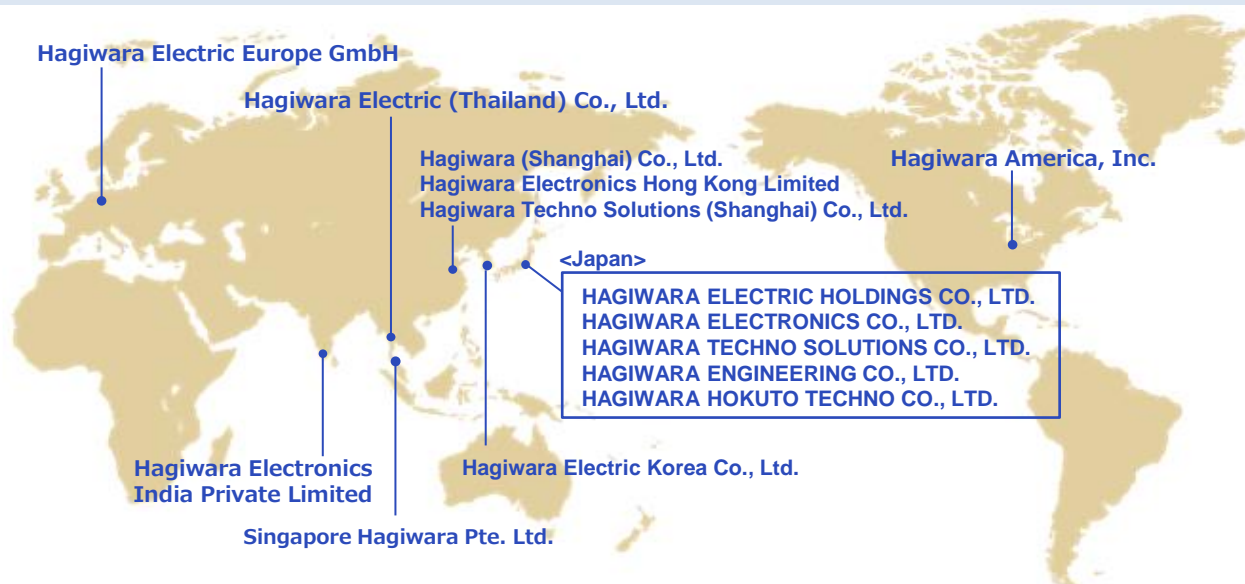 Hagiwara Electric Europe GmbH
Hagiwara Electric (Thailand) Co., Ltd.
Hagiwara (Shanghai) Co., Ltd.
Hagiwara Electronics Hong Kong Limited
Hagiwara Techno Solutions (Shanghai) Co., Ltd.
Hagiwara America, Inc.
<Japan>
HAGIWARA ELECTRIC HOLDINGS CO., LTD.
HAGIWARA ELECTRONICS CO., LTD.
HAGIWARA TECHNO SOLUTIONS CO., LTD.
HAGIWARA ENGINEERING CO., LTD.
HAGIWARA HOKUTO TECHNO CO., LTD.
Hagiwara Electronics
India Private Limited
Hagiwara Electric Korea Co., Ltd.
Singapore Hagiwara Pte. Ltd.